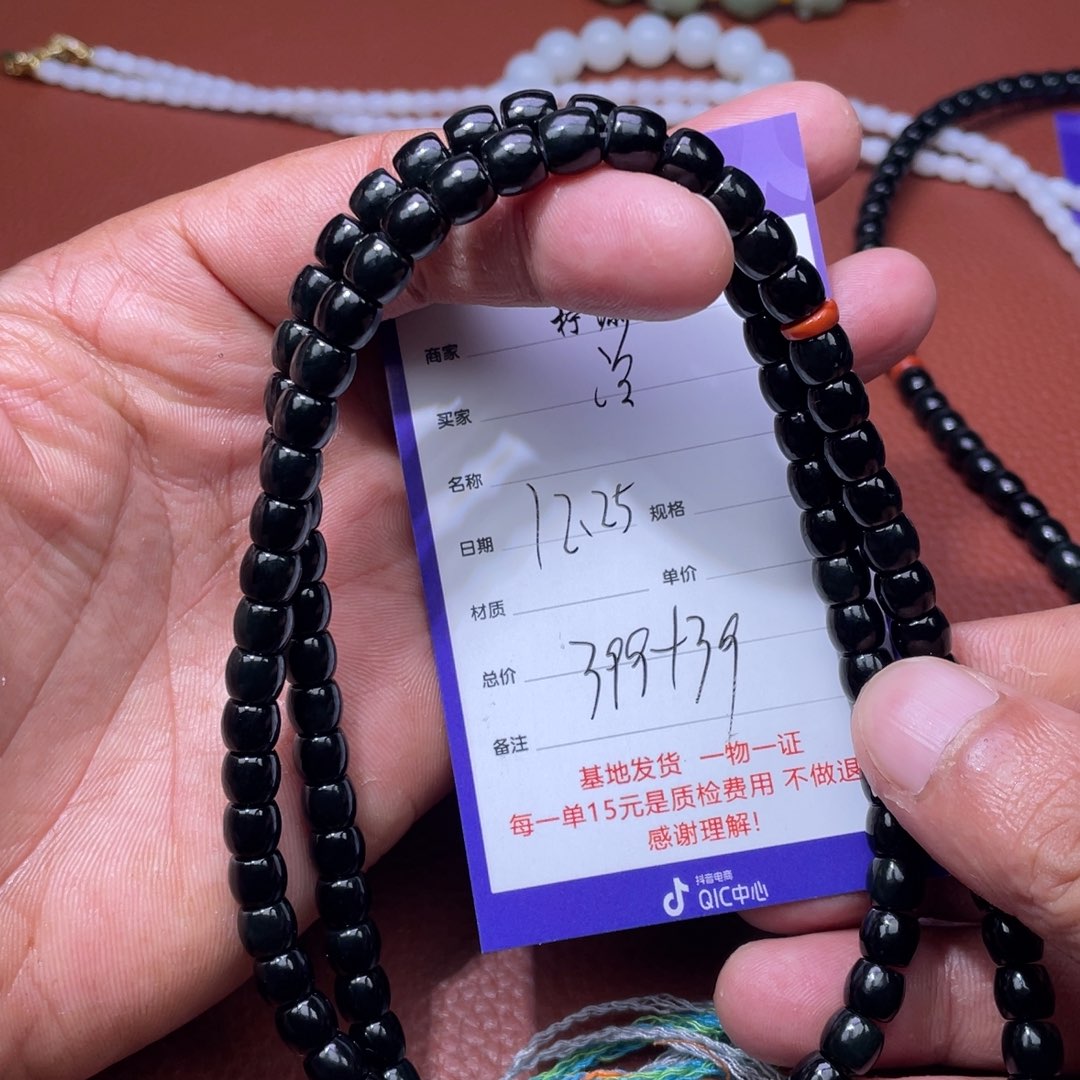 商家
买家
名称
日期 12.25 规格
材质 单价
总价 399+39
备注
基地发货 一物一证
每一单15元是质检费用 不做退
感谢理解!
抖音电商
QIC中心